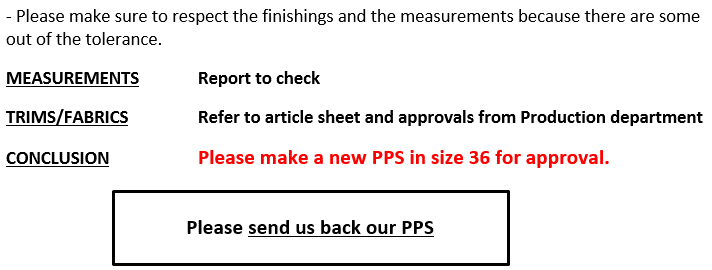 - Please make sure to respect the finishings and the measurements because there are some
out of the tolerance.
MEASUREMENTS Report to check
TRIMS/FABRICS Refer to article sheet and approvals from Production department
CONCLUSION Please make a new PPS in size 36 for approval.
Please send us back our PPS